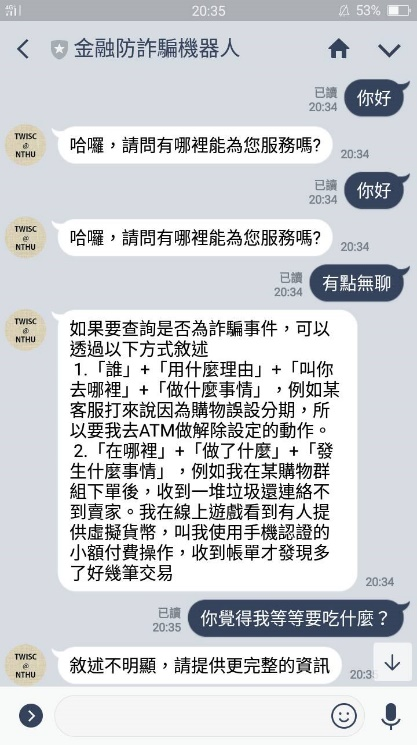 20:35
53%
金融防詐騙機器人
已讀
20:34
你好
TWISC
@
NTHU
哈囉，請問有哪裡能為您服務嗎?
20:34
已讀
20:34
你好
TWISC
@
NTHU
哈囉，請問有哪裡能為您服務嗎?
20:34
已讀
20:34
有點無聊
TWISC
@
NTHU
如果要查詢是否為詐騙事件，可以
透過以下方式敘述
1.「誰」+「用什麼理由」+「叫你
去哪裡」+「做什麼事情」，例如某
客服打來說因為購物誤設分期，所
以要我去ATM做解除設定的動作。
2.「在哪裡」+「做了什麼」+「發
生什麼事情」，例如我在某購物群
組下單後，收到一堆垃圾還連絡不
到賣家。我在線上遊戲看到有人提
供虛擬貨幣，叫我使用手機認證的
小額付費操作，收到帳單才發現多
了好幾筆交易
20:34
已讀
20:35
你覺得我等等要吃什麼？
TWISC
@
NTHU
敘述不明顯，請提供更完整的資訊
20:35